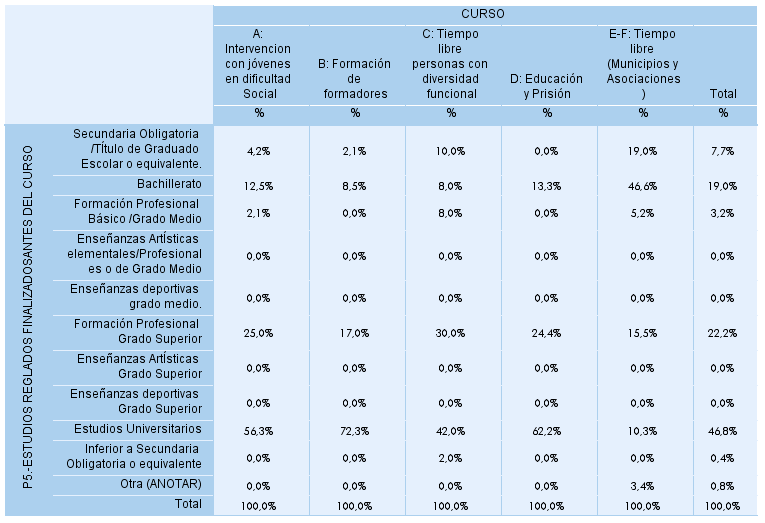 CURSO
A: Intervencion con jóvenes en dificultad Social
B: Formación de formadores
C: Tiempo libre personas con diversidad funcional
D: Educación y Prisión
E-F: Tiempo libre (Municipios y Asociaciones)
Total
% % % % % %
P5.-ESTUDIOS REGLADOS FINALIZADOSANTES DEL CURSO
Secundaria Obligatoria /TÍtulo de Graduado Escolar o equivalente. 4,2% 2,1% 10,0% 0,0% 19,0% 7,7%
Bachillerato 12,5% 8,5% 8,0% 13,3% 46,6% 19,0%
Formación Profesional Básico /Grado Medio 2,1% 0,0% 8,0% 0,0% 5,2% 3,2%
Enseñanzas ArtÍsticas elementales/Profesionales o de Grado Medio 0,0% 0,0% 0,0% 0,0% 0,0% 0,0%
Enseñanzas deportivas grado medio. 0,0% 0,0% 0,0% 0,0% 0,0% 0,0%
Formación Profesional Grado Superior 25,0% 17,0% 30,0% 24,4% 15,5% 22,2%
Enseñanzas ArtÍsticas Grado Superior 0,0% 0,0% 0,0% 0,0% 0,0% 0,0%
Enseñanzas deportivas Grado Superior 0,0% 0,0% 0,0% 0,0% 0,0% 0,0%
Estudios Universitarios 56,3% 72,3% 42,0% 62,2% 10,3% 46,8%
Inferior a Secundaria Obligatoria o equivalente 0,0% 0,0% 2,0% 0,0% 0,0% 0,4%
Otra (ANOTAR) 0,0% 0,0% 0,0% 0,0% 3,4% 0,8%
Total 100,0% 100,0% 100,0% 100,0% 100,0% 100,0%